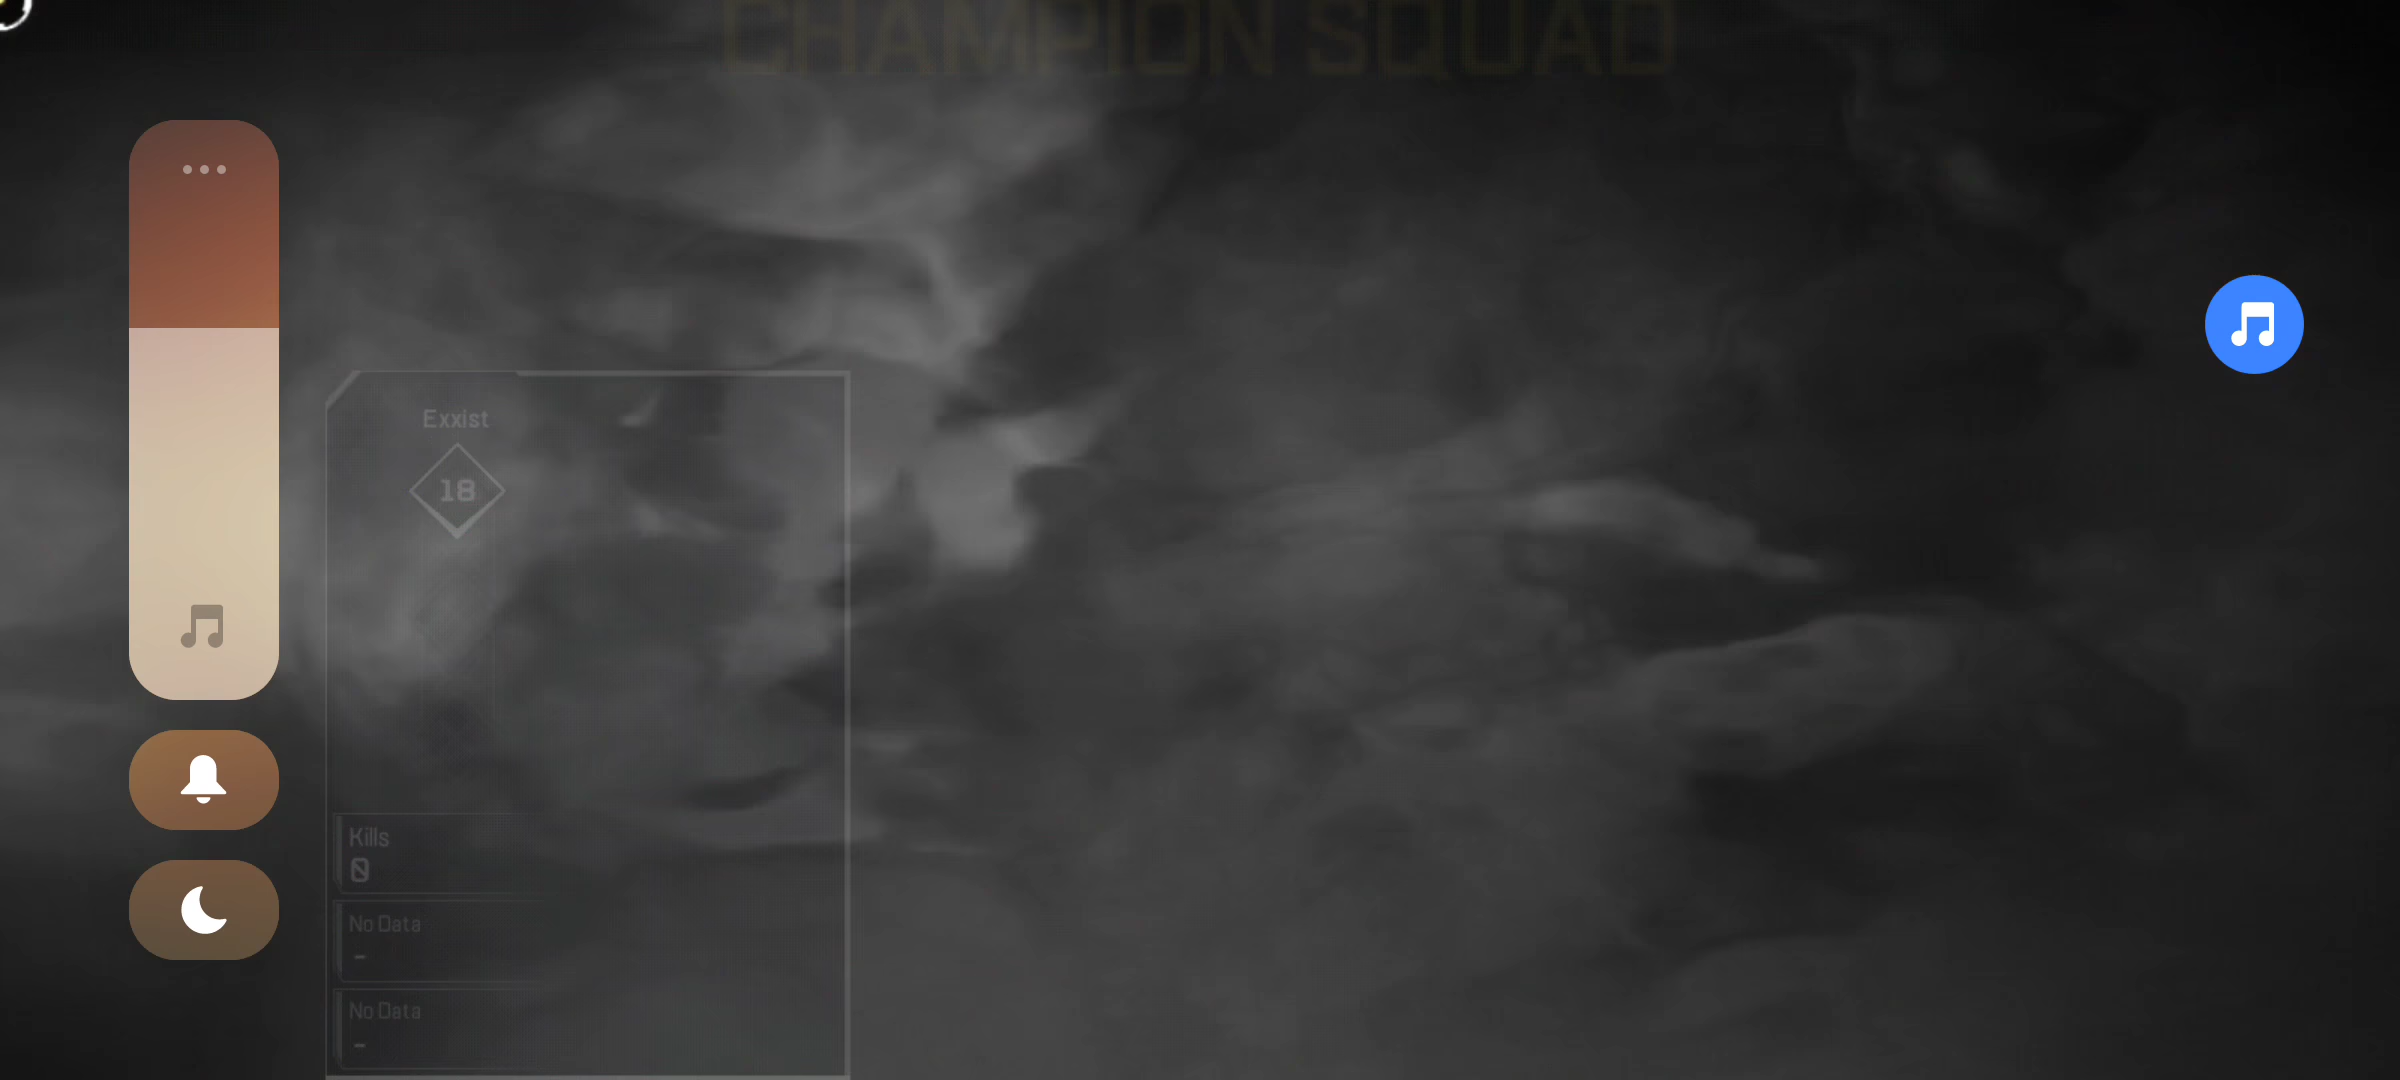 CHAMPION SQUAD
Exxist
18
Kills
0
No Data
-
No Data
-